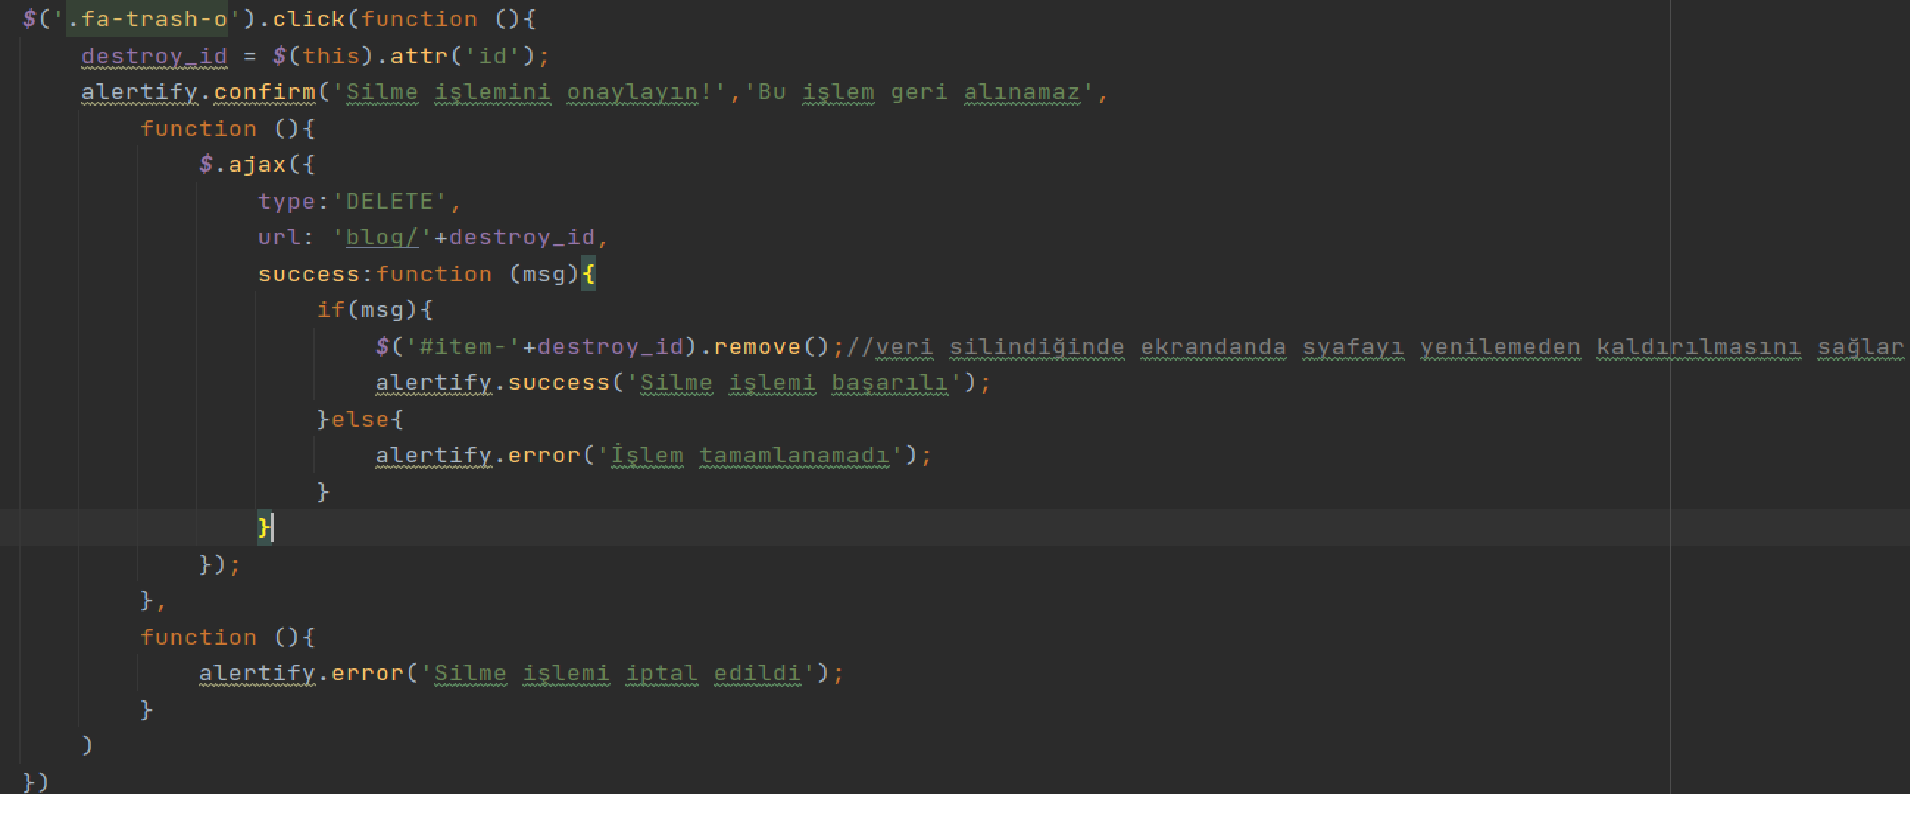 $('.fa-trash-o').click(function (){
destroy_id = $(this).attr('id');
alertify.confirm('Silme işlemini onaylayın!','Bu işlem geri alınamaz',
function (){
$.ajax({
type:'DELETE',
url: 'blog/'+destroy_id,
success:function (msg){
if(msg){
$('#item-'+destroy_id).remove();//veri silindiğinde ekrandanda syafayı yenilemeden kaldırılmasını sağlar
alertify.success('Silme işlemi başarılı');
}else{
alertify.error('İşlem tamamlanamadı');
}
}
});
},
function (){
alertify.error('Silme işlemi iptal edildi');
}
)
})